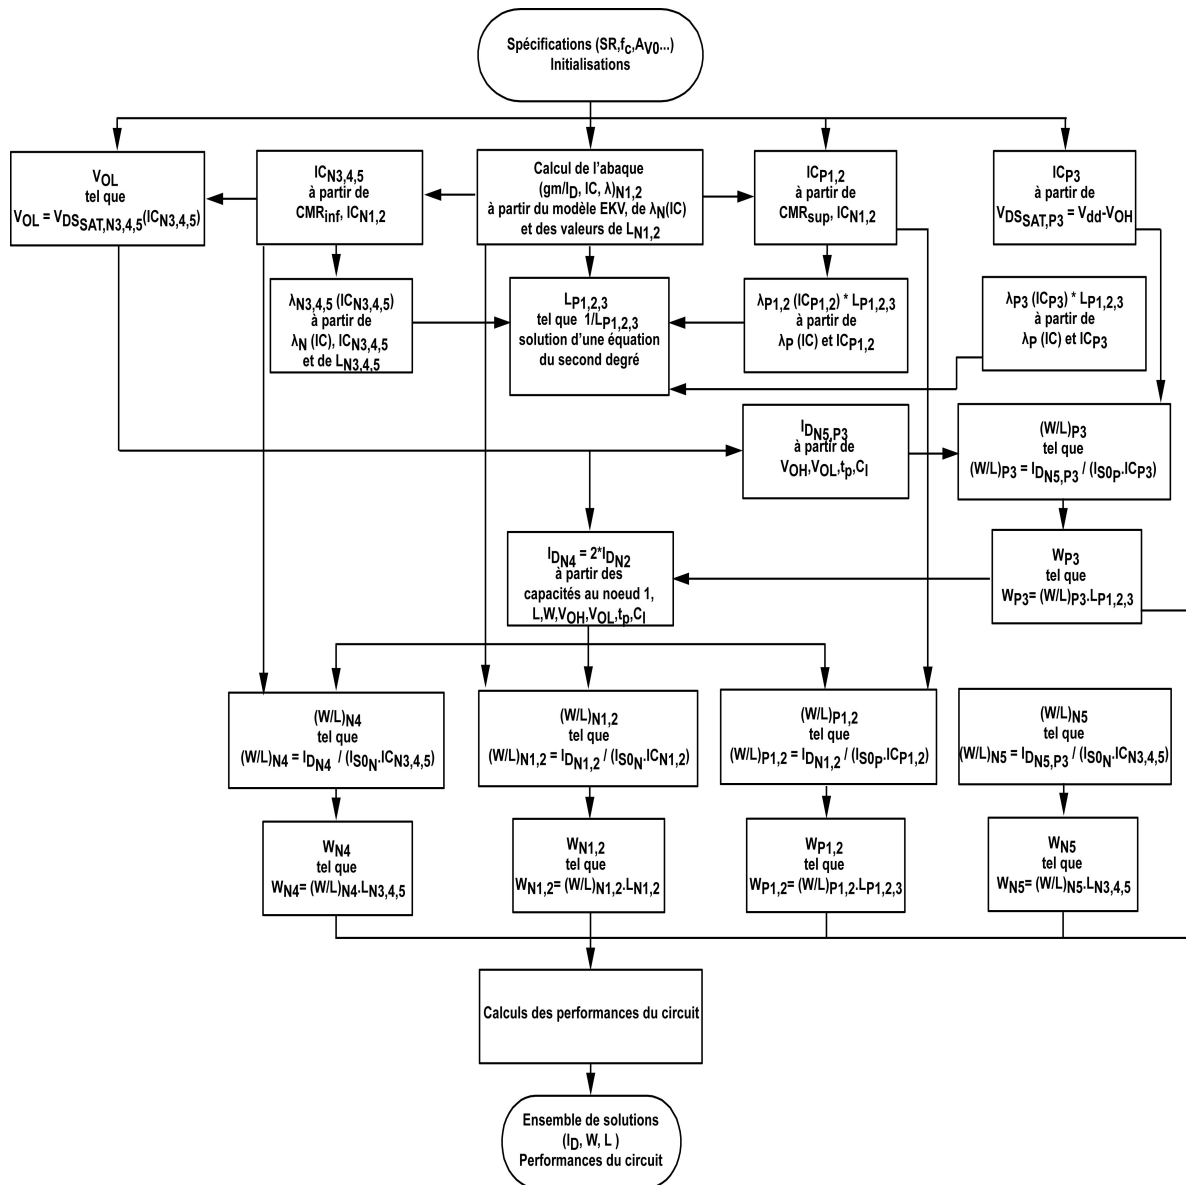 Spécifications (SR,fc,AV0...)
Initialisations
VOL
tel que
VOL = VDSSAT,N3,4,5(ICN3,4,5)
ICN3,4,5
à partir de
CMRinf, ICN1,2
Calcul de l'abaque
(gm/ID, IC, λ)N1,2
à partir du modèle EKV, de λN(IC)
et des valeurs de LN1,2
ICP1,2
à partir de
CMRsup, ICN1,2
ICP3
à partir de
VDSSAT,P3 = Vdd-VOH
λN3,4,5 (ICN3,4,5)
à partir de
λN (IC), ICN3,4,5
et de LN3,4,5
LP1,2,3
tel que 1/LP1,2,3
solution d'une équation
du second degré
λP1,2 (ICP1,2) * LP1,2,3
à partir de
λP (IC) et ICP1,2
λP3 (ICP3) * LP1,2,3
à partir de
λP (IC) et ICP3
IDN5,P3
à partir de
VOH,VOL,tp,Cl
(W/L)P3
tel que
(W/L)P3 = IDN5,P3 / (IS0P.ICP3)
IDN4 = 2*IDN2
à partir des
capacités au noeud 1,
L,W,VOH,VOL,tp,Cl
WP3
tel que
WP3= (W/L)P3.LP1,2,3
(W/L)N4
tel que
(W/L)N4 = IDN4 / (IS0N.ICN3,4,5)
(W/L)N1,2
tel que
(W/L)N1,2 = IDN1,2 / (IS0N.ICN1,2)
(W/L)P1,2
tel que
(W/L)P1,2 = IDN1,2 / (IS0P.ICP1,2)
(W/L)N5
tel que
(W/L)N5 = IDN5,P3 / (IS0N.ICN3,4,5)
WN4
tel que
WN4= (W/L)N4.LN3,4,5
WN1,2
tel que
WN1,2= (W/L)N1,2.LN1,2
WP1,2
tel que
WP1,2= (W/L)P1,2.LP1,2,3
WN5
tel que
WN5= (W/L)N5.LN3,4,5
Calculs des performances du circuit
Ensemble de solutions
(ID, W, L )
Performances du circuit